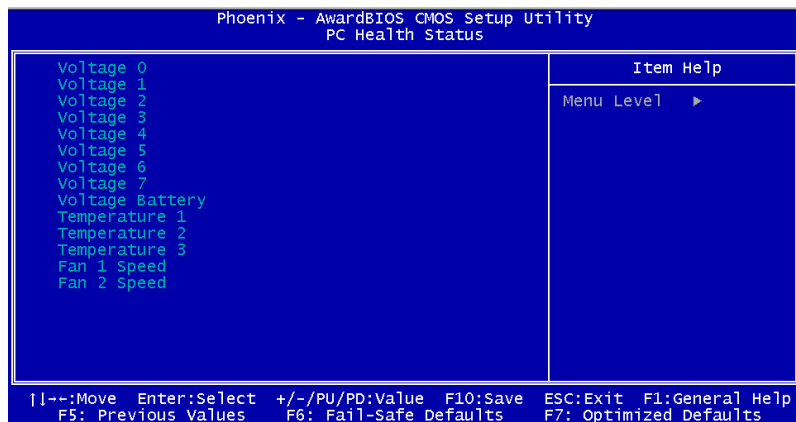 Phoenix - AwardBIOS CMOS Setup Utility
PC Health Status
Voltage 0
Voltage 1
Voltage 2
Voltage 3
Voltage 4
Voltage 5
Voltage 6
Voltage 7
Voltage Battery
Temperature 1
Temperature 2
Temperature 3
Fan 1 Speed
Fan 2 Speed
Item Help
Menu Level ►
↑↓→←:Move Enter:Select +/-/PU/PD:Value F10:Save ESC:Exit F1:General Help
F5: Previous Values F6: Fail-Safe Defaults F7: Optimized Defaults